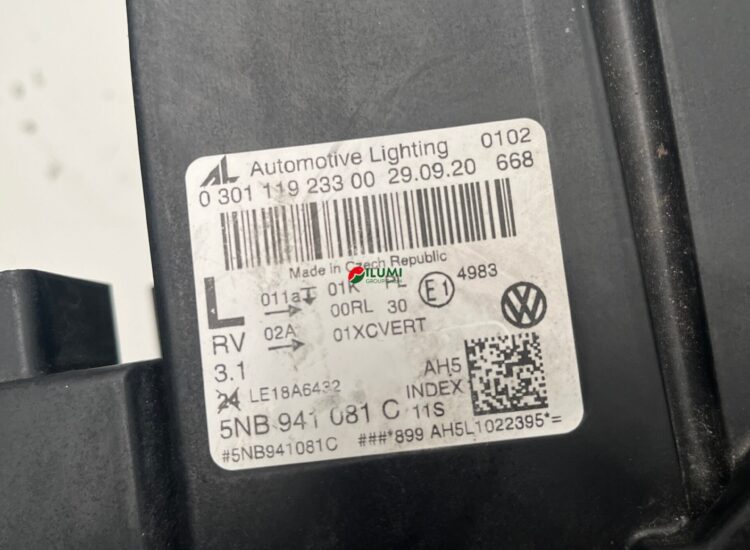 AL Automotive Lighting 0102
0 301 119 233 00 29.09.20 668
Made in Czech Republic
ILUMI
L 011a 01K PL E1 4983
00RL 30
RV 02A 01XCVERT
3.1
24 LE18A6432 AH5
INDEX
5NB 941 081 C 11S
#5NB941081C ###*899 AH5L1022395*=